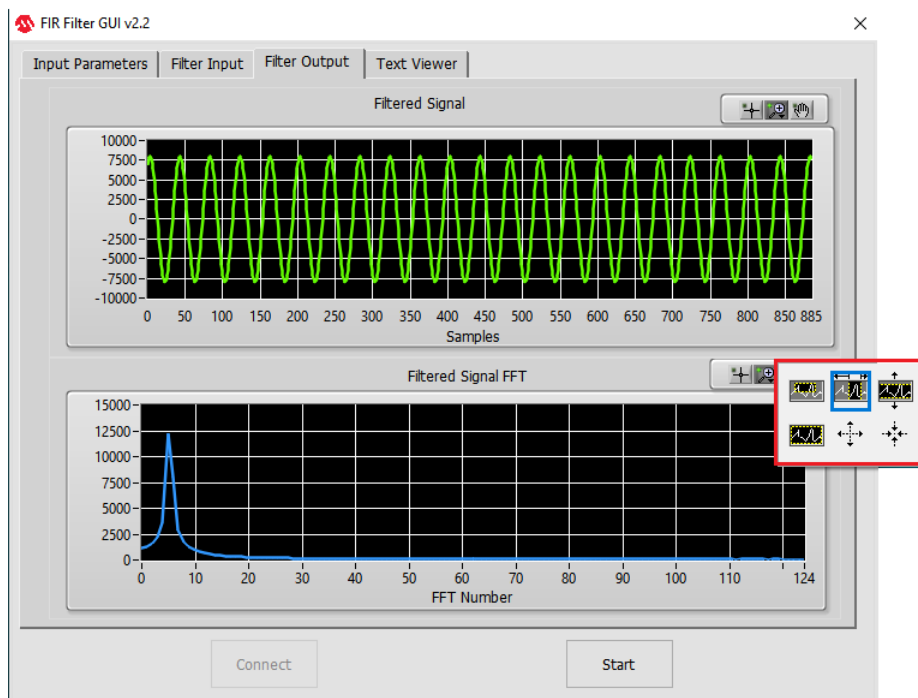 FIR Filter GUI v2.2
Input Parameters Filter Input Filter Output Text Viewer
Filtered Signal
10000
7500
5000
2500
0
-2500
-5000
-7500
-10000
0 50 100 150 200 250 300 350 400 450 500 550 600 650 700 750 800 850 885
Samples
Filtered Signal FFT
15000
12500
10000
7500
5000
2500
0
0 10 20 30 40 50 60 70 80 90 100 110 124
FFT Number
Connect Start